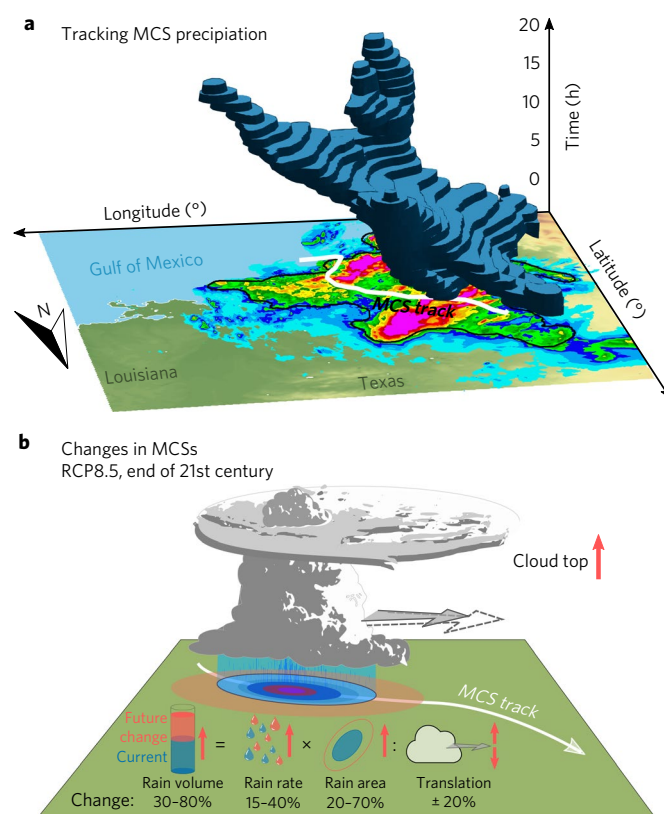 a
Tracking MCS precipiation
20
15
10
5
0
Time (h)
Longitude (°)
Latitude (°)
Gulf of Mexico
N
MCS track
Louisiana
Texas
b
Changes in MCSs
RCP8.5, end of 21st century
Cloud top
MCS track
Future
change
Current
=
×
:
Rain volume
Rain rate
Rain area
Translation
Change:
30–80%
15–40%
20–70%
± 20%